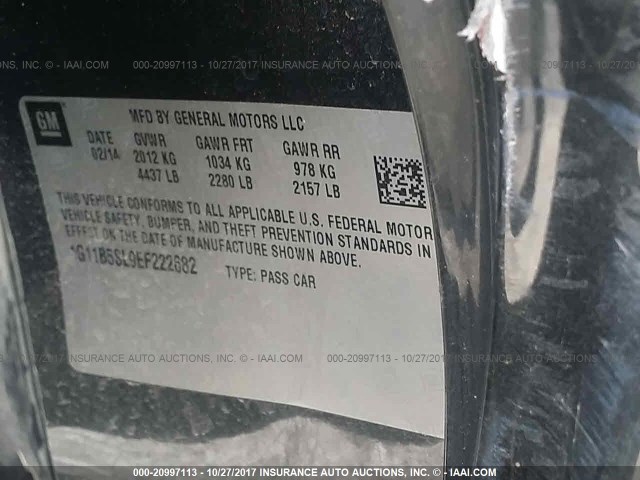 000-20997113 - 10/27/2017 INSURANCE AUTO AUCTIONS, INC. - IAAI.COM
GM
MFD BY GENERAL MOTORS LLC
DATE GVWR GAWR FRT GAWR RR
02/14 2012 KG 1034 KG 978 KG
4437 LB 2280 LB 2157 LB
THIS VEHICLE CONFORMS TO ALL APPLICABLE U.S. FEDERAL MOTOR
VEHICLE SAFETY, BUMPER, AND THEFT PREVENTION STANDARDS IN
EFFECT ON THE DATE OF MANUFACTURE SHOWN ABOVE.
1G11B5SL9EF222682 TYPE: PASS CAR
INSURANCE AUTO AUCTIONS, INC. - IAAI.COM 000-20997113 - 10/27/2017 INSURANCE AUTO
000-20997113 - 10/27/2017 INSURANCE AUTO AUCTIONS, INC. - IAAI.COM